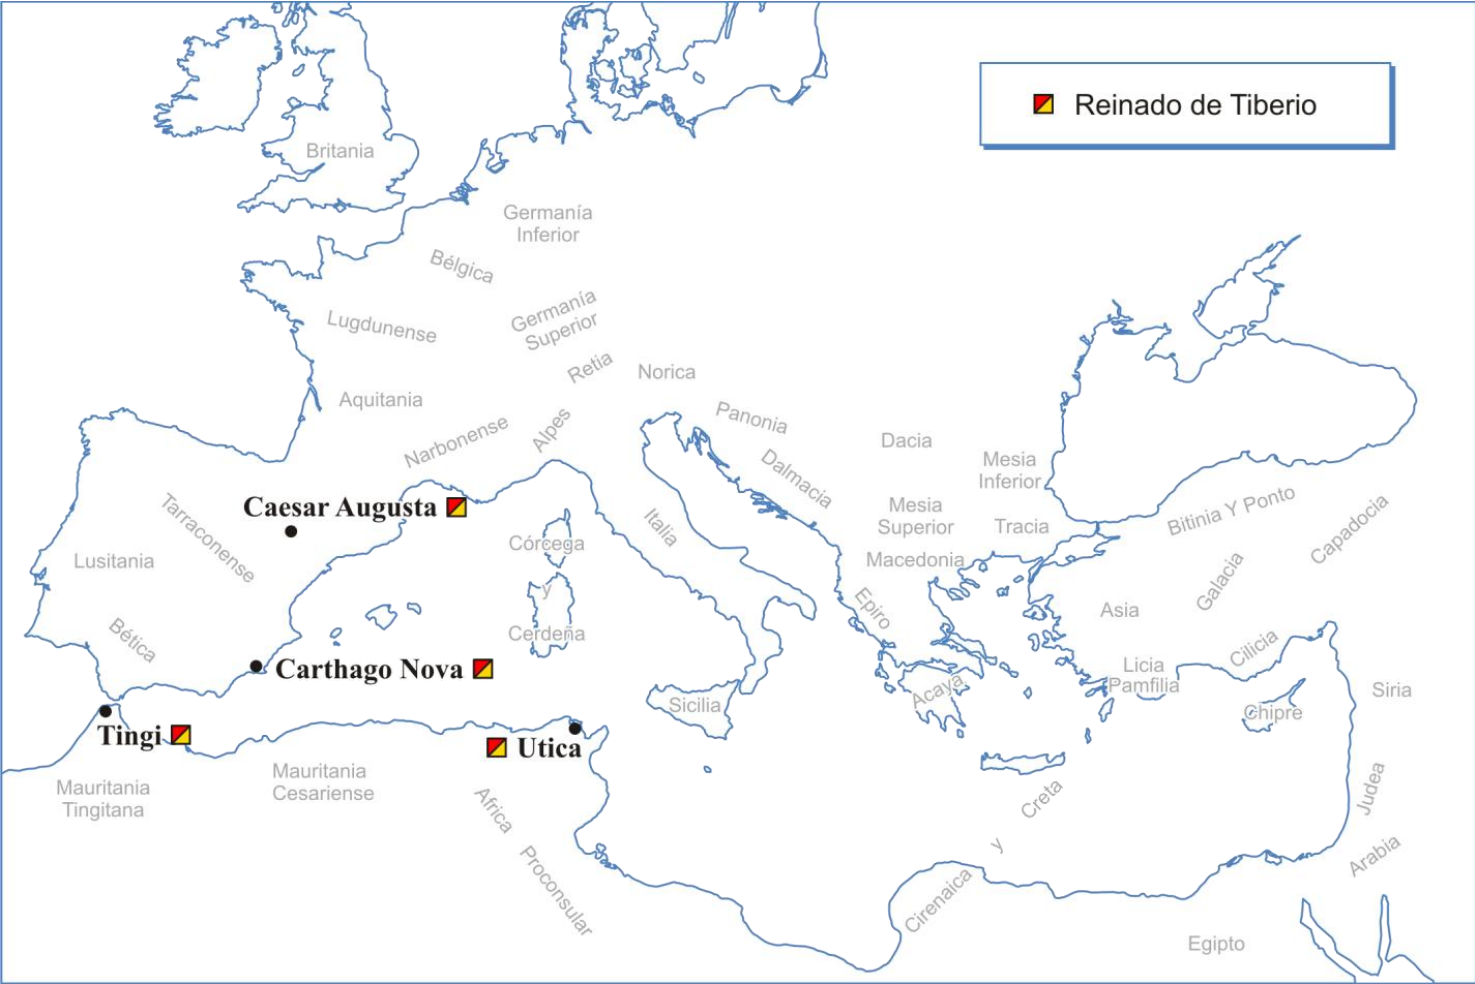 Reinado de Tiberio
Britania
Germanía
Inferior
Bélgica
Germanía
Superior
Lugdunense
Retia
Norica
Aquitania
Narbonense
Alpes
Panonia
Dacia
Dalmacia
Mesia
Inferior
Caesar Augusta
Tarraconense
Italia
Mesia
Superior
Tracia
Bitinia Y Ponto
Capadocia
Córcega
y
Cerdeña
Lusitania
Macedonia
Galacia
Epiro
Asia
Bética
Cilicia
Carthago Nova
Licia
Pamfilia
Acaya
Siria
Sicilia
Chipre
Tingi
Utica
Mauritania
Tingitana
Mauritania
Cesariense
Africa
Proconsular
Creta
y
Cirenaica
Judea
Arabia
Egipto